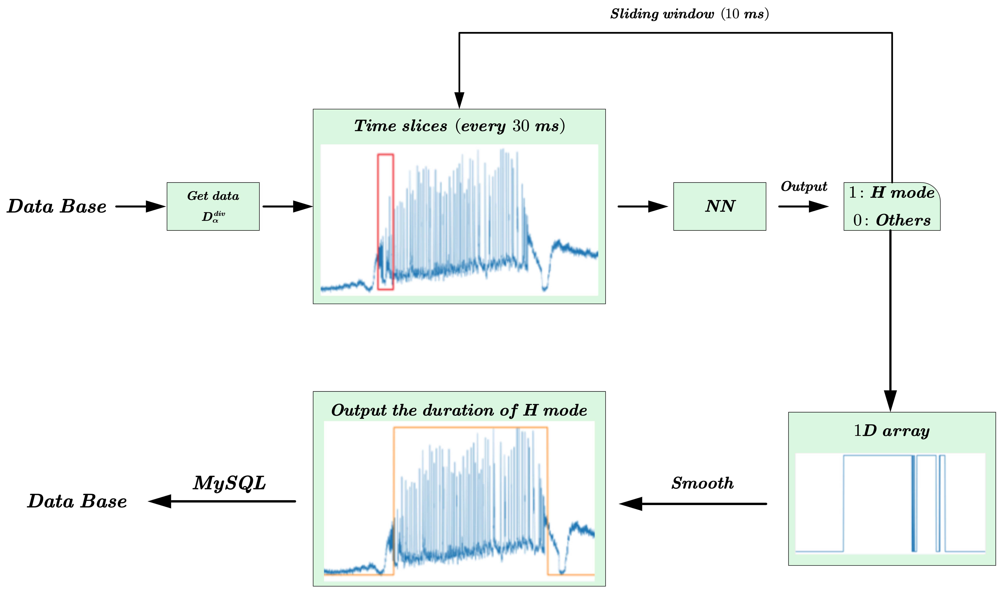 Sliding window (10 ms)
Time slices (every 30 ms)
Data Base
Get data
D_α^div
NN
Output
1: H mode
0: Others
Output the duration of H mode
1D array
MySQL
Smooth
Data Base